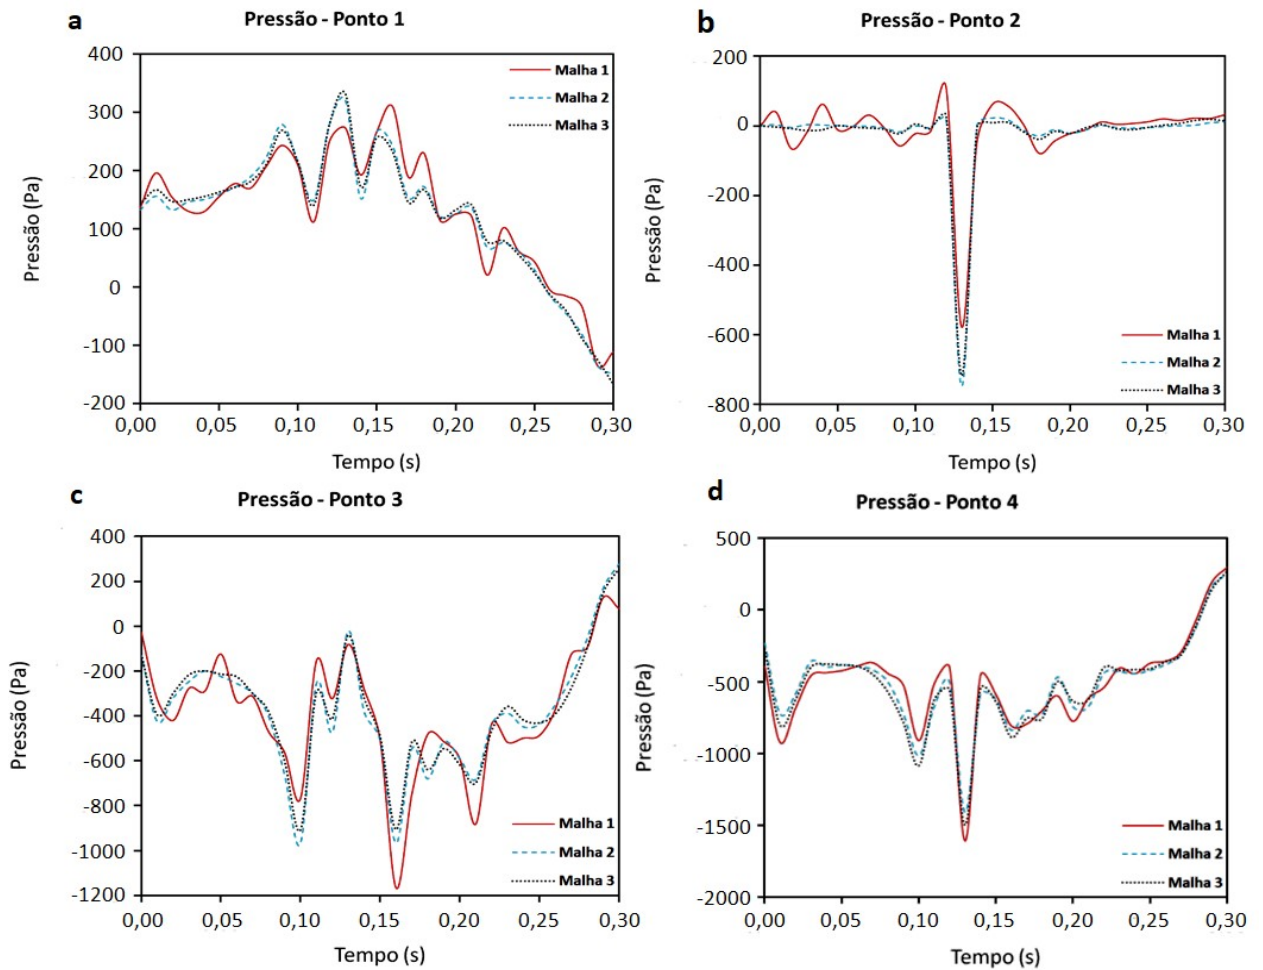 a
Pressão - Ponto 1
400
300
200
100
0
-100
-200
0,00 0,05 0,10 0,15 0,20 0,25 0,30
Pressão (Pa)
Tempo (s)
Malha 1
Malha 2
Malha 3
b
Pressão - Ponto 2
200
0
-200
-400
-600
-800
0,00 0,05 0,10 0,15 0,20 0,25 0,30
Pressão (Pa)
Tempo (s)
Malha 1
Malha 2
Malha 3
c
Pressão - Ponto 3
400
200
0
-200
-400
-600
-800
-1000
-1200
0,00 0,05 0,10 0,15 0,20 0,25 0,30
Pressão (Pa)
Tempo (s)
Malha 1
Malha 2
Malha 3
d
Pressão - Ponto 4
500
0
-500
-1000
-1500
-2000
0,00 0,05 0,10 0,15 0,20 0,25 0,30
Pressão (Pa)
Tempo (s)
Malha 1
Malha 2
Malha 3